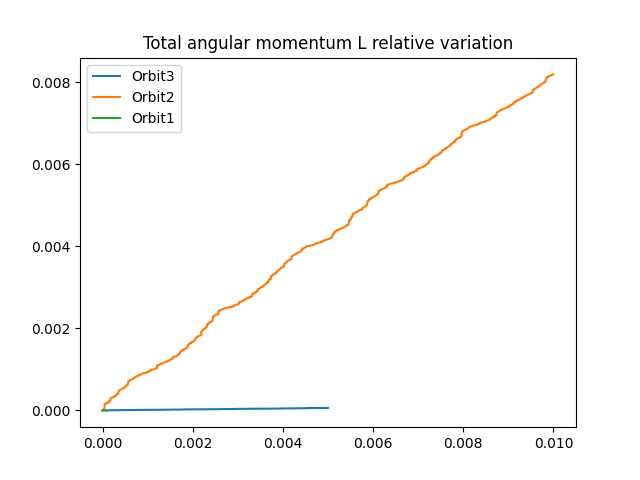 Total angular momentum L relative variation
Orbit3
Orbit2
Orbit1
0.008
0.006
0.004
0.002
0.000
0.000 0.002 0.004 0.006 0.008 0.010